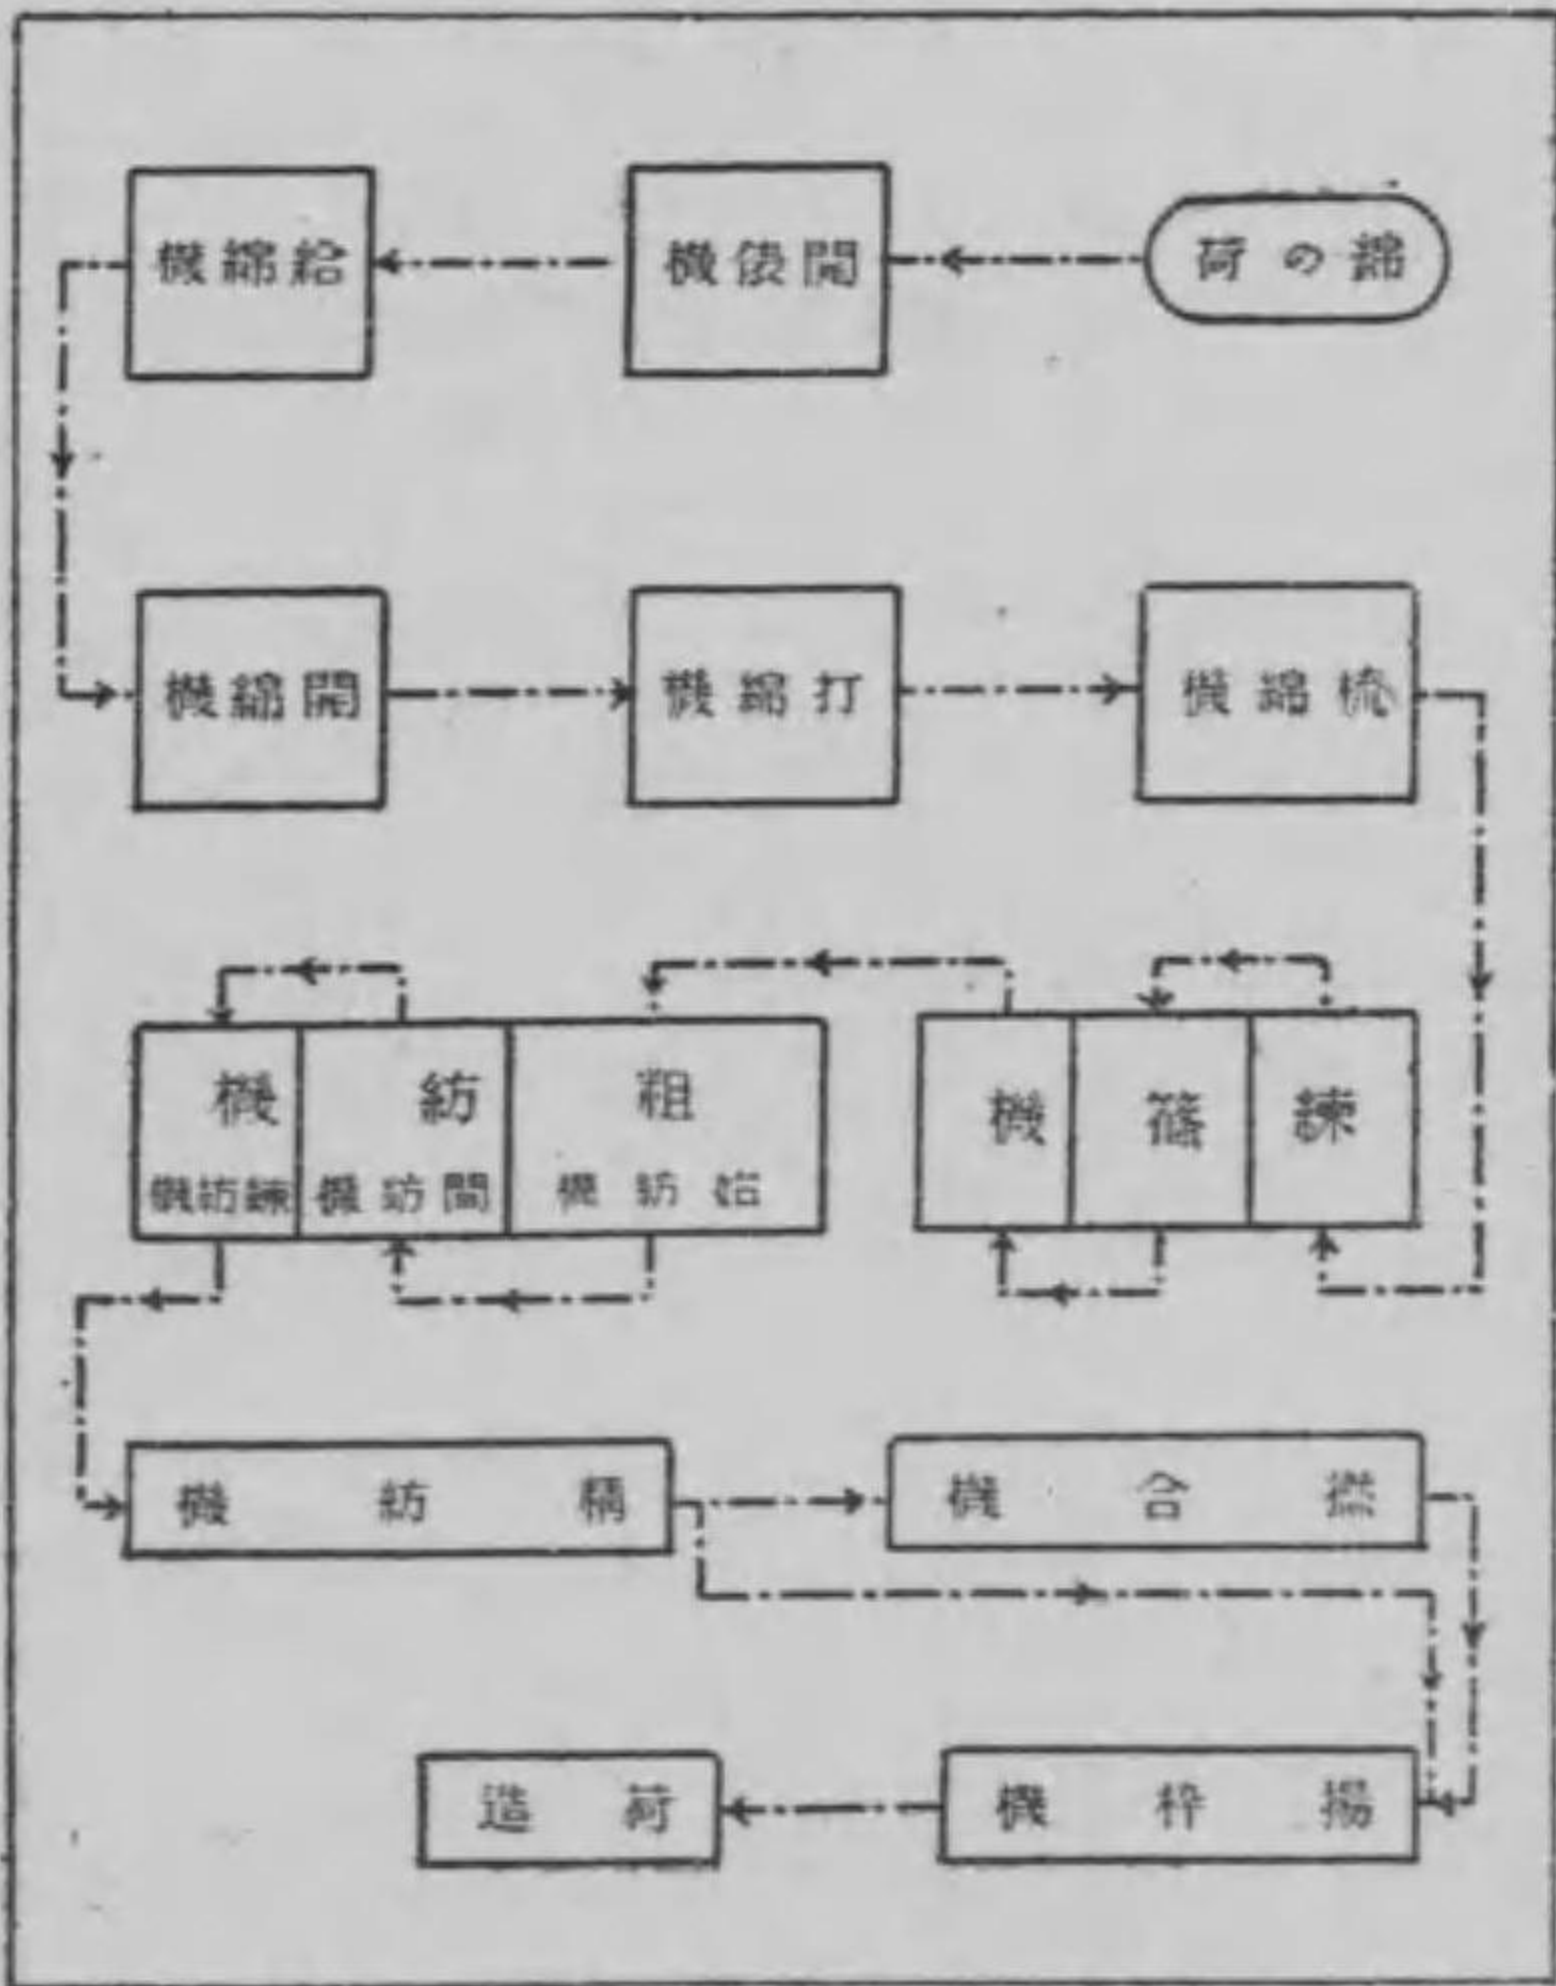 綿の荷
開俵機
給綿機
開綿機
打綿機
梳綿機
練篠機
粗紡機
始紡機
間紡機
練紡機
精紡機
撚合機
揚枠機
荷造